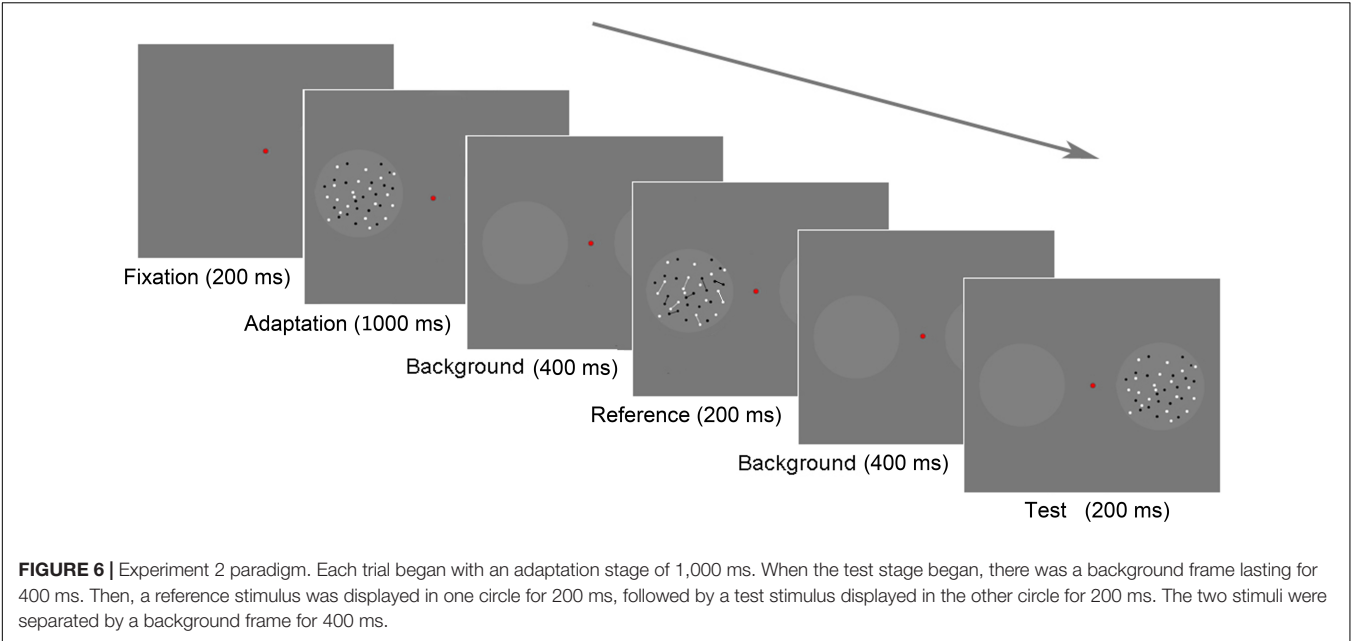 Fixation (200 ms)
Adaptation (1000 ms)
Background (400 ms)
Reference (200 ms)
Background (400 ms)
Test (200 ms)
FIGURE 6 | Experiment 2 paradigm. Each trial began with an adaptation stage of 1,000 ms. When the test stage began, there was a background frame lasting for
400 ms. Then, a reference stimulus was displayed in one circle for 200 ms, followed by a test stimulus displayed in the other circle for 200 ms. The two stimuli were
separated by a background frame for 400 ms.